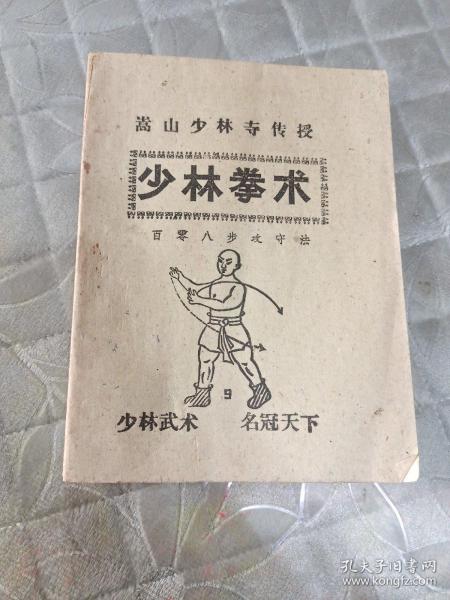 嵩山少林寺传授
少林拳术
百零八步攻守法
9
少林武术 名冠天下
孔夫子旧书网
www.kongfz.com